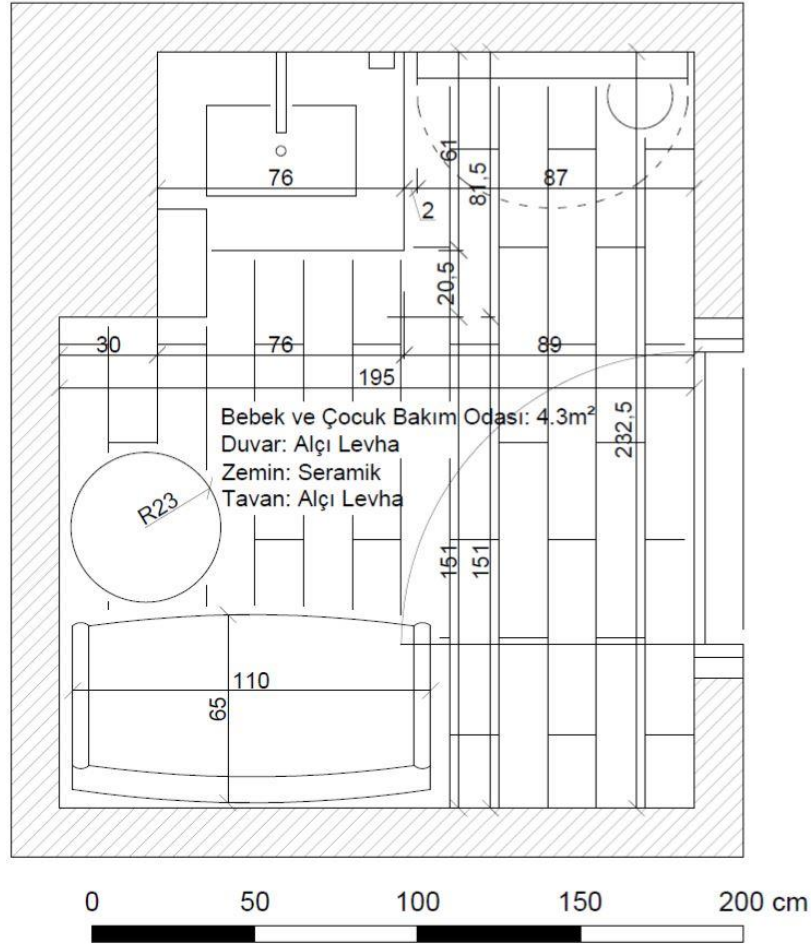 61
76
81,5
87
2
20,5
30
76
89
195
Bebek ve Çocuk Bakım Odası: 4.3m²
Duvar: Alçı Levha
Zemin: Seramik
Tavan: Alçı Levha
232,5
R23
151
151
110
65
0 50 100 150 200 cm